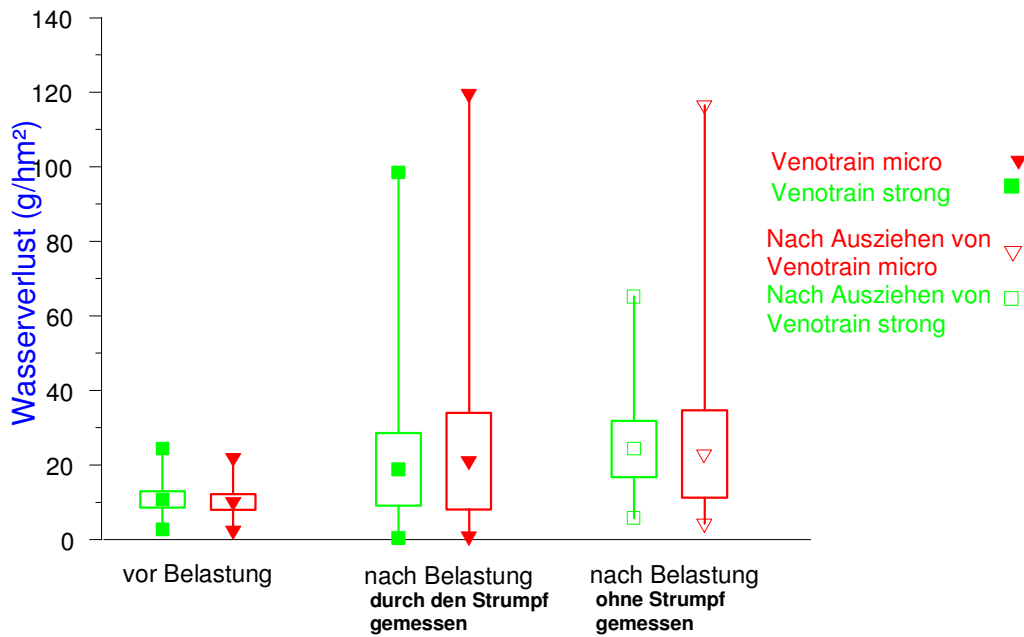 140
120
100
80
60
40
20
0
Wasserverlust (g/hm²)
vor Belastung
nach Belastung
durch den Strumpf
gemessen
nach Belastung
ohne Strumpf
gemessen
Venotrain micro
Venotrain strong
Nach Ausziehen von
Venotrain micro
Nach Ausziehen von
Venotrain strong